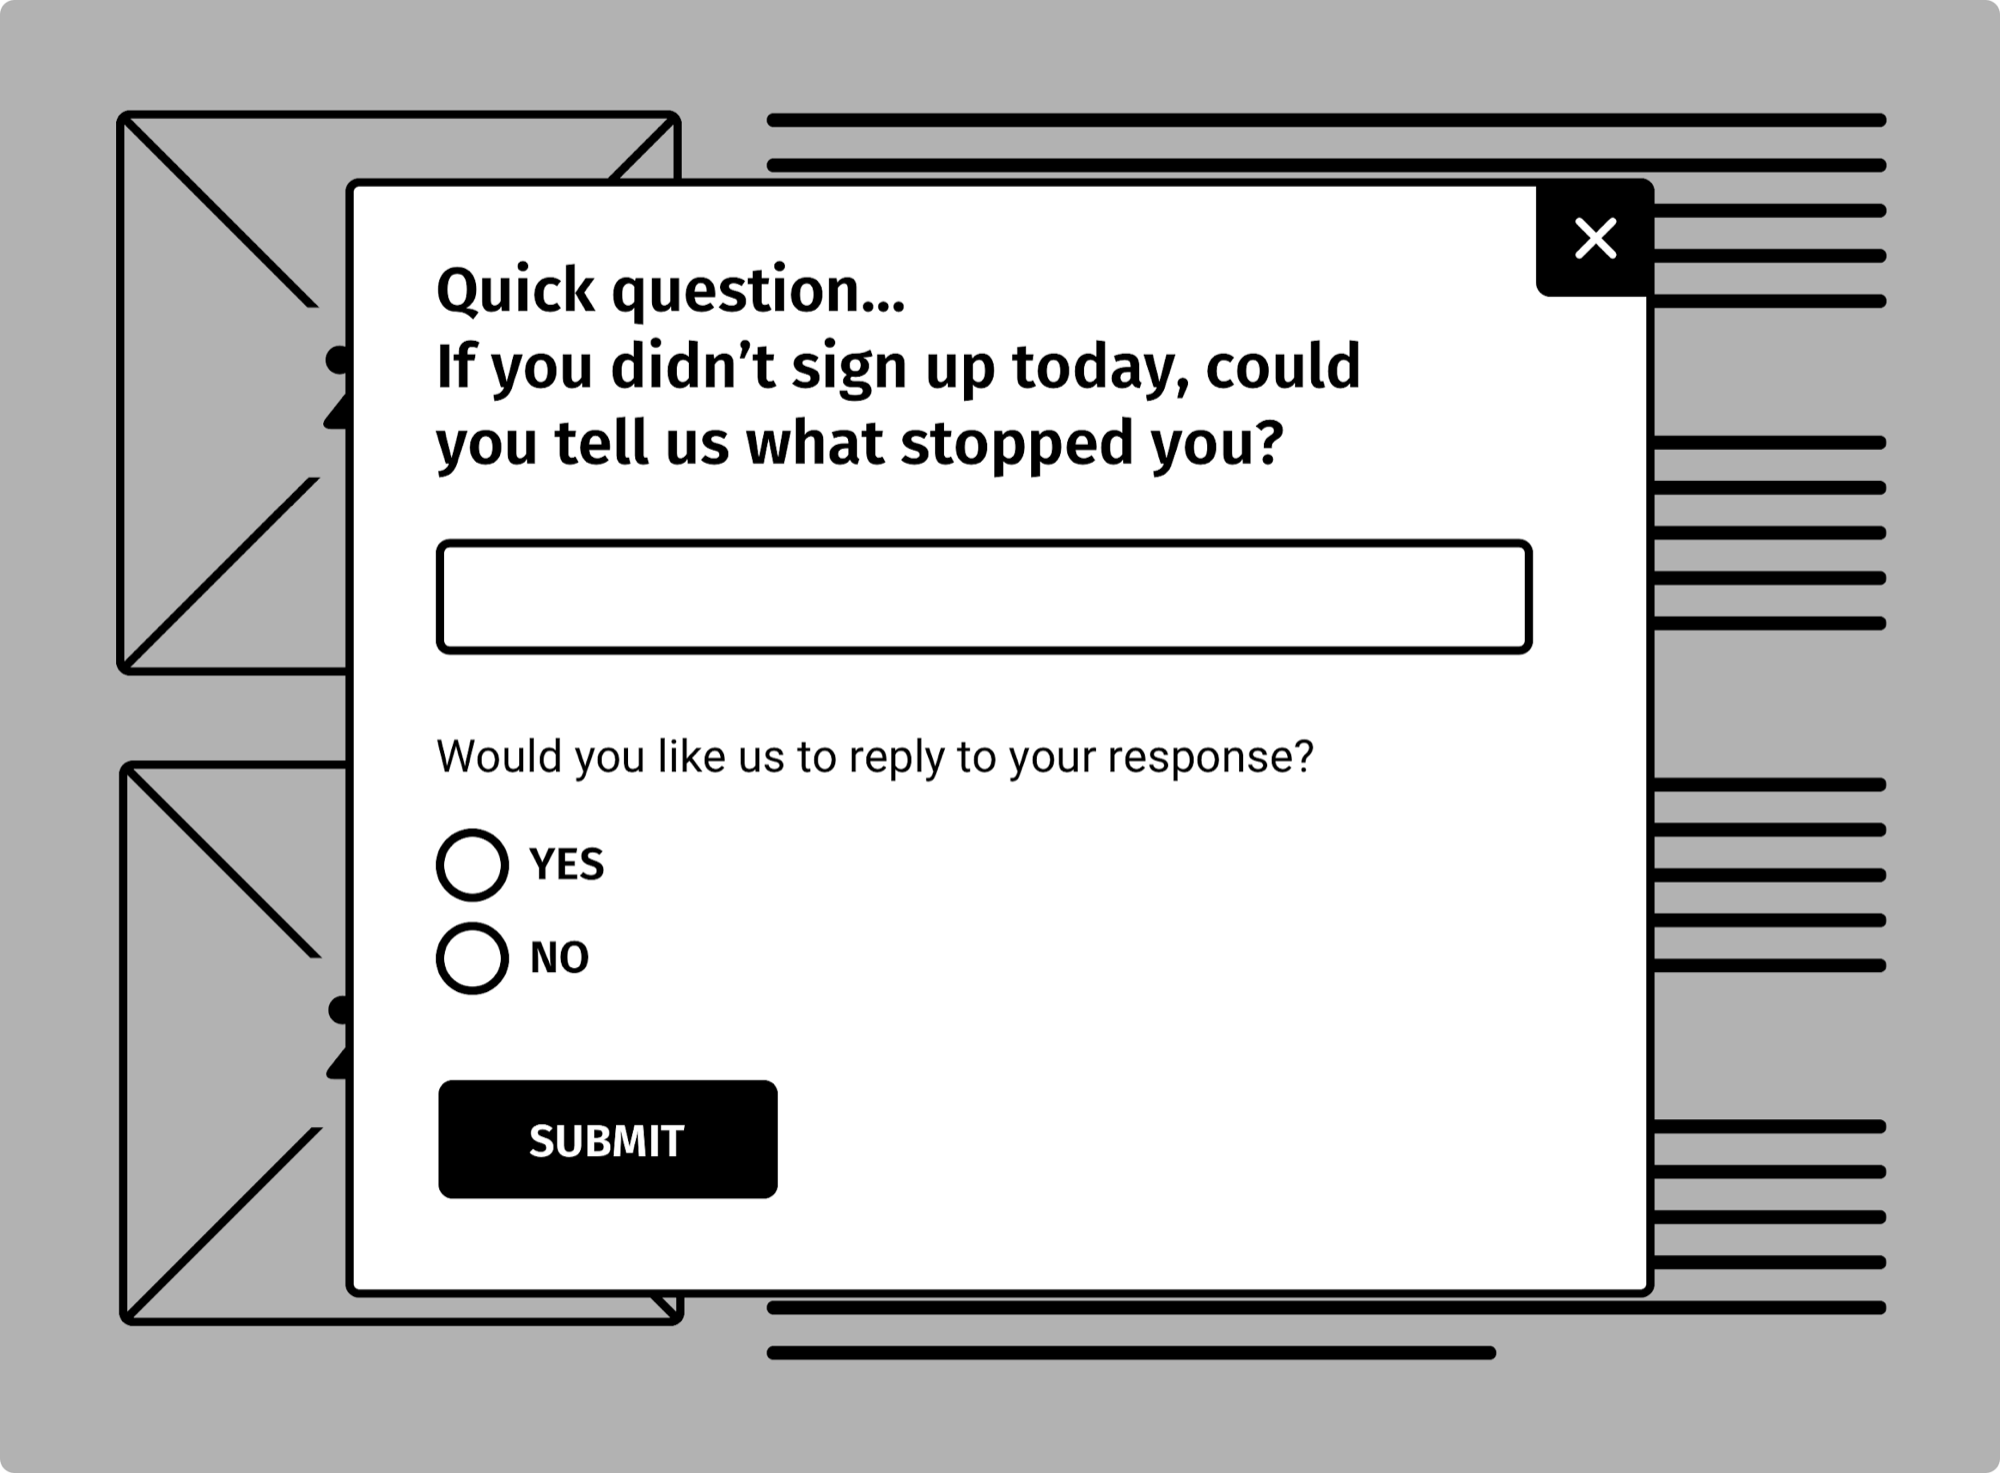 Quick question...
If you didn’t sign up today, could
you tell us what stopped you?
Would you like us to reply to your response?
YES
NO
SUBMIT